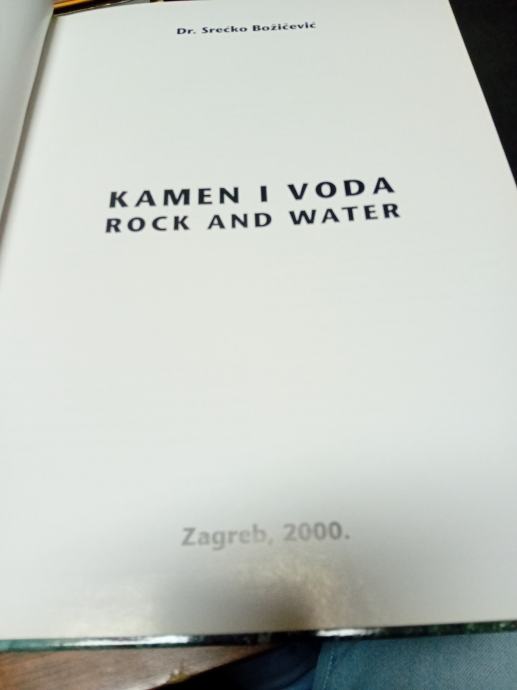 Dr. Srećko Božičević
KAMEN I VODA
ROCK AND WATER
Zagreb, 2000.